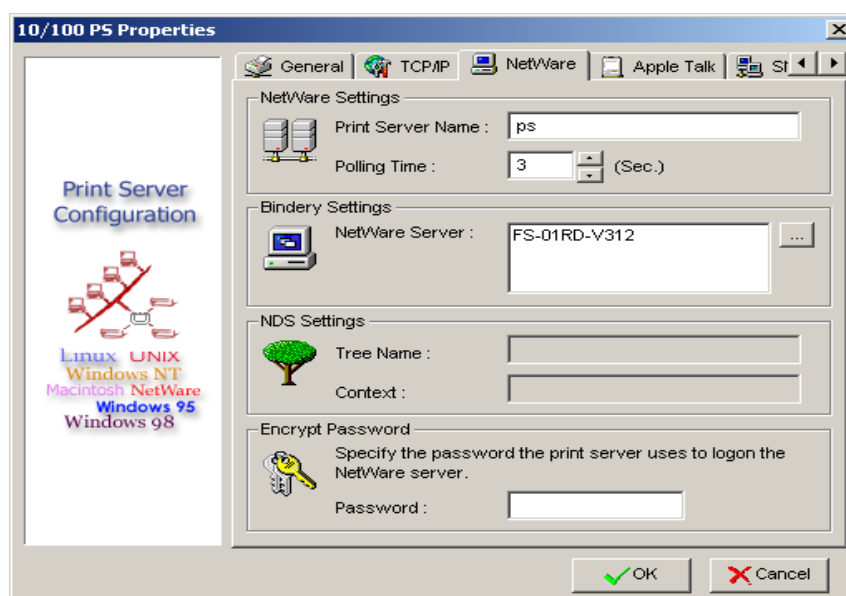 10/100 PS Properties
General
TCP/IP
NetWare
Apple Talk
NetWare Settings
Print Server Name :
ps
Polling Time :
3
(Sec.)
Bindery Settings
NetWare Server :
FS-01RD-V312
...
NDS Settings
Tree Name :
Context :
Encrypt Password
Specify the password the print server uses to logon the
NetWare server.
Password :
Print Server
Configuration
Linux UNIX
Windows NT
Macintosh NetWare
Windows 95
Windows 98
OK
Cancel